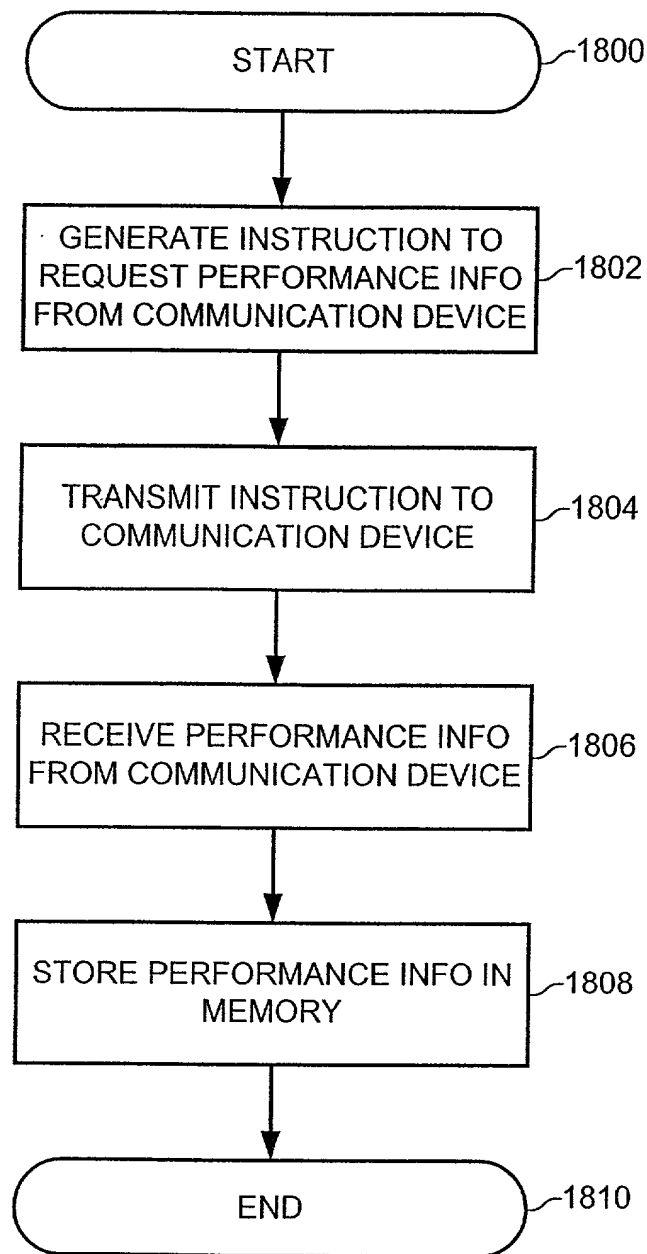 START
1800
GENERATE INSTRUCTION TO
REQUEST PERFORMANCE INFO
FROM COMMUNICATION DEVICE
1802
TRANSMIT INSTRUCTION TO
COMMUNICATION DEVICE
1804
RECEIVE PERFORMANCE INFO
FROM COMMUNICATION DEVICE
1806
STORE PERFORMANCE INFO IN
MEMORY
1808
END
1810